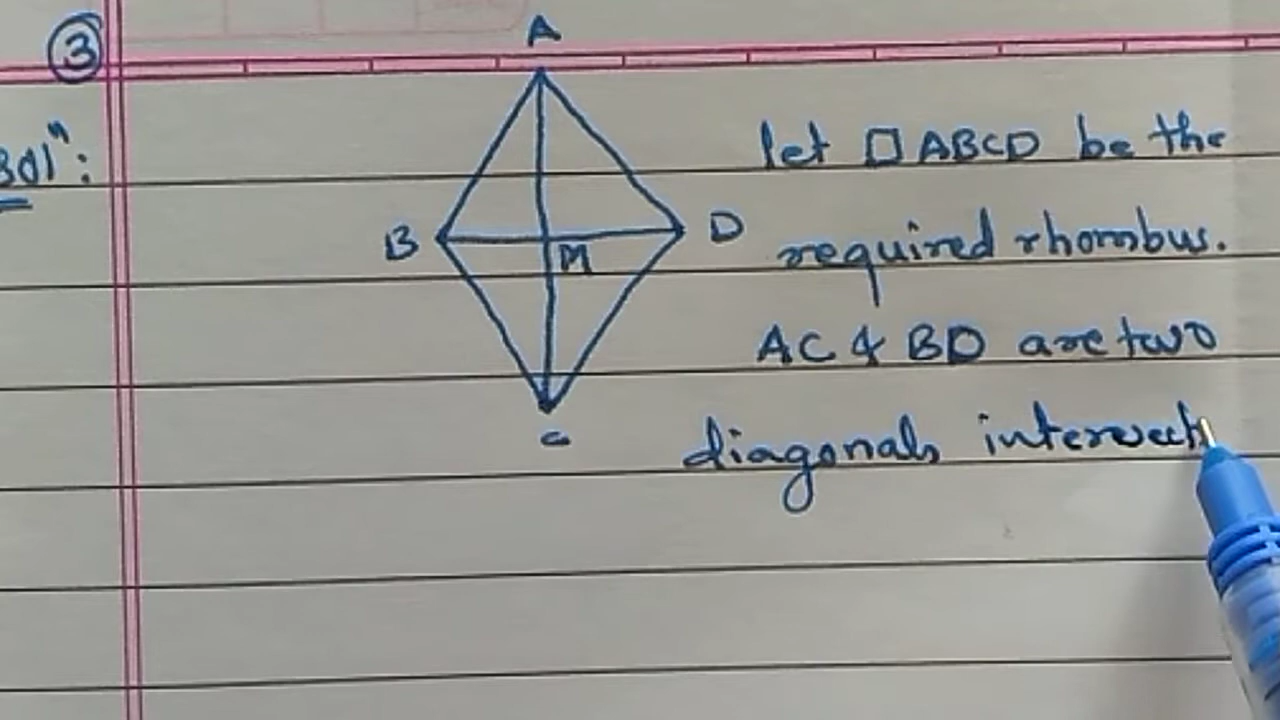 3
A
Sol":
let □ABCD be the
B
D
required rhombus.
M
AC & BD are two
C
diagonals intersect